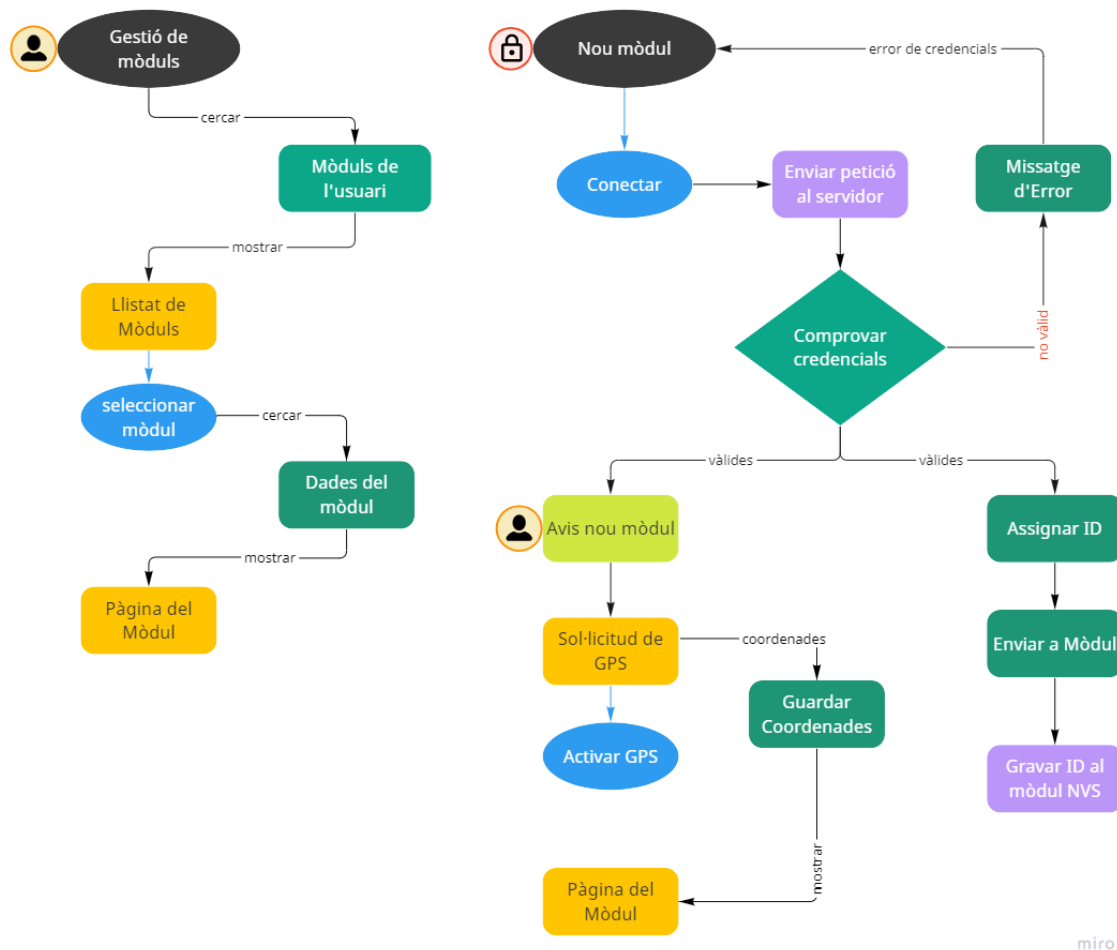 Gestió de
mòduls
cercar
Mòduls de
l'usuari
mostrar
Llistat de
Mòduls
seleccionar
mòdul
cercar
Dades del
mòdul
mostrar
Pàgina del
Mòdul
Nou mòdul
error de credencials
Conectar
Enviar petició
al servidor
Missatge
d'Error
Comprovar
credencials
no vàlid
vàlides
vàlides
Avis nou mòdul
Assignar ID
Sol·licitud de
GPS
coordenades
Enviar a Mòdul
Guardar
Coordenades
Activar GPS
Gravar ID al
mòdul NVS
mostrar
Pàgina del
Mòdul
miro